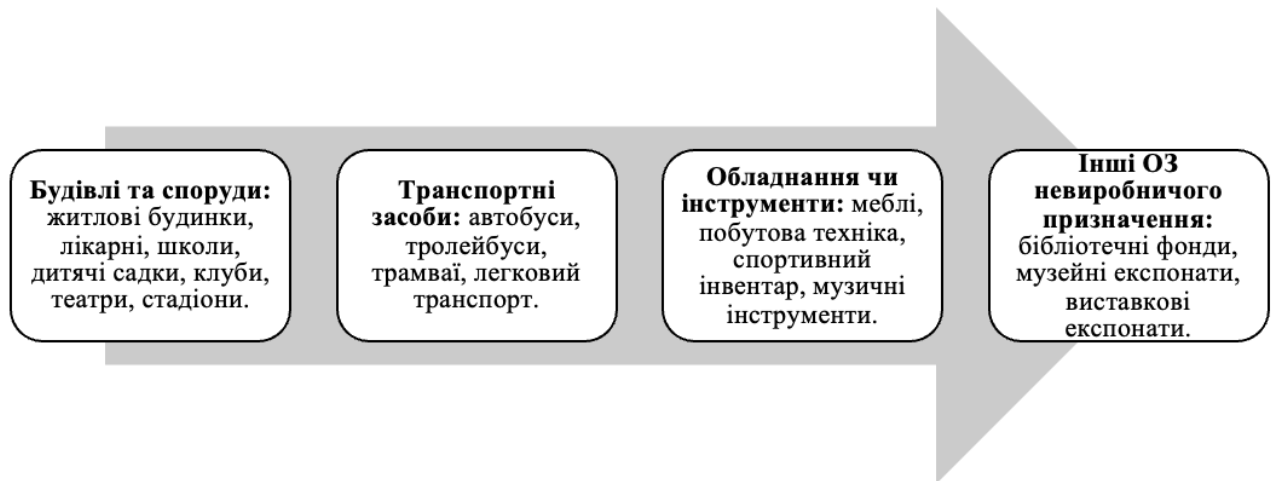 Будівлі та споруди:
житлові будинки,
лікарні, школи,
дитячі садки, клуби,
театри, стадіони.
Транспортні
засоби: автобуси,
тролейбуси,
трамваї, легковий
транспорт.
Обладнання чи
інструменти: меблі,
побутова техніка,
спортивний
інвентар, музичні
інструменти.
Інші ОЗ
невиробничого
призначення:
бібліотечні фонди,
музейні експонати,
виставкові
експонати.